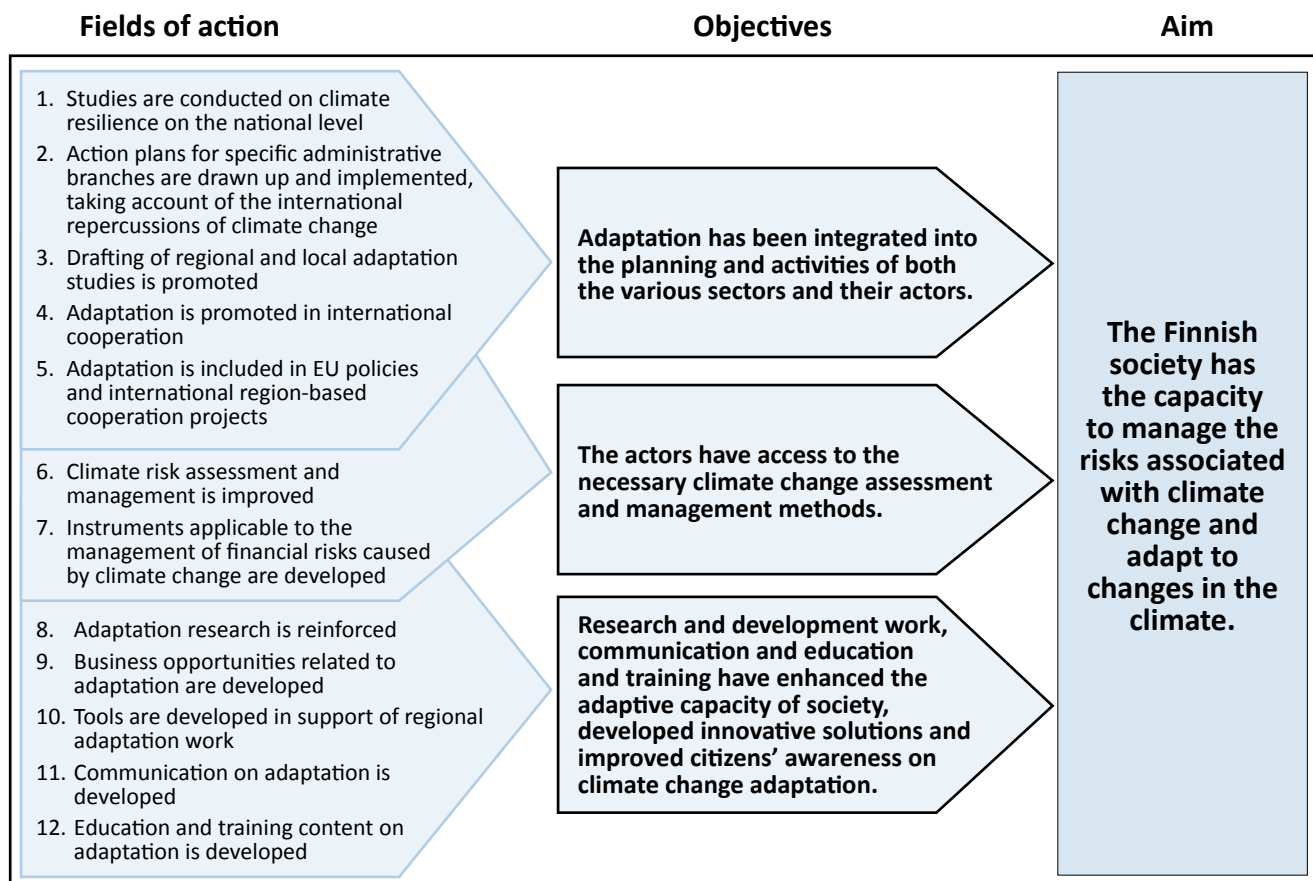 Fields of action
Objectives
Aim
1. Studies are conducted on climate
resilience on the national level
2. Action plans for specific administrative
branches are drawn up and implemented,
taking account of the international
repercussions of climate change
3. Drafting of regional and local adaptation
studies is promoted
4. Adaptation is promoted in international
cooperation
5. Adaptation is included in EU policies
and international region-based
cooperation projects
6. Climate risk assessment and
management is improved
7. Instruments applicable to the
management of financial risks caused
by climate change are developed
8. Adaptation research is reinforced
9. Business opportunities related to
adaptation are developed
10. Tools are developed in support of regional
adaptation work
11. Communication on adaptation is
developed
12. Education and training content on
adaptation is developed
Adaptation has been integrated into
the planning and activities of both
the various sectors and their actors.
The actors have access to the
necessary climate change assessment
and management methods.
Research and development work,
communication and education
and training have enhanced the
adaptive capacity of society,
developed innovative solutions and
improved citizens’ awareness on
climate change adaptation.
The Finnish
society has
the capacity
to manage the
risks associated
with climate
change and
adapt to
changes in the
climate.